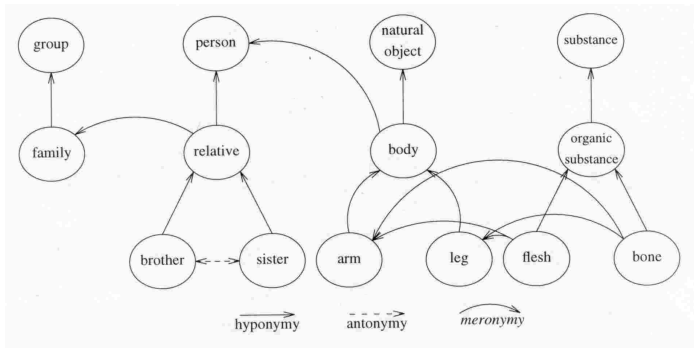 group
person
natural
object
substance
family
relative
body
organic
substance
brother
sister
arm
leg
flesh
bone
hyponymy
antonymy
meronymy